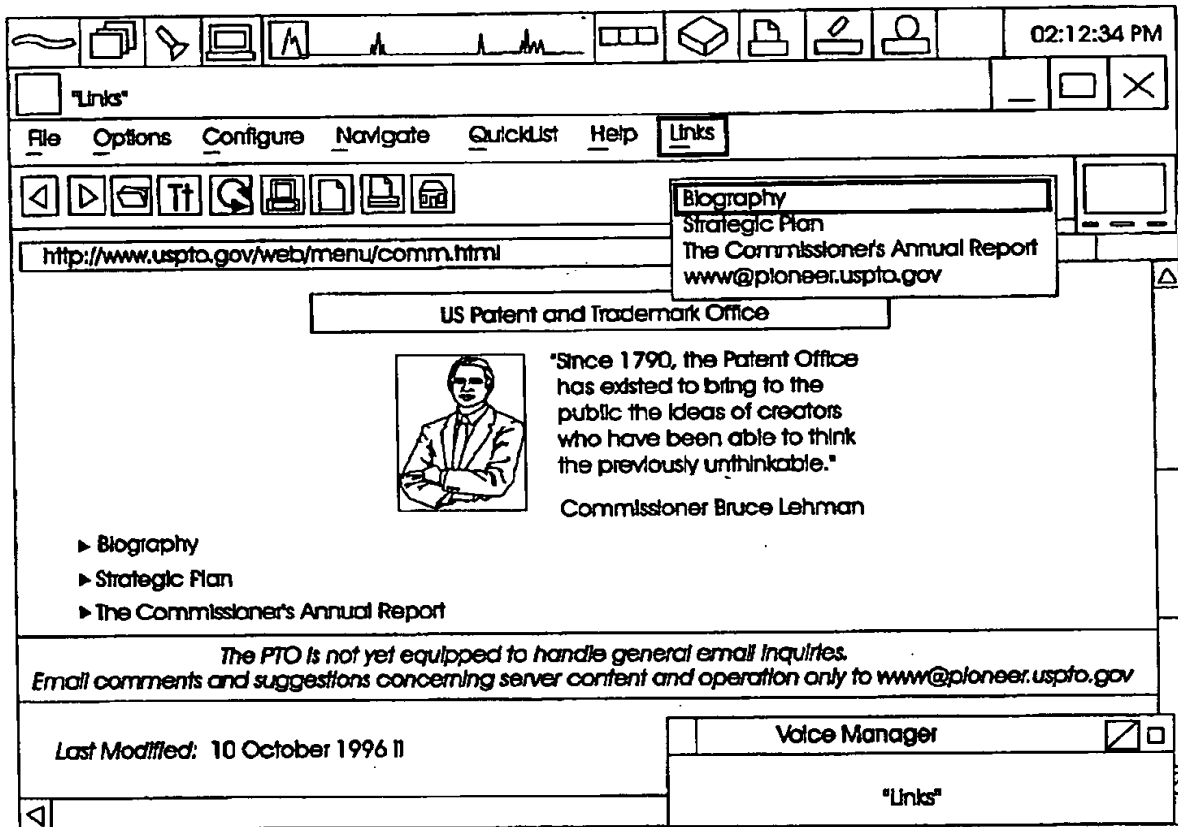 02:12:34 PM
"Links"
File Options Configure Navigate QuickList Help Links
Tt
Biography
Strategic Plan
The Commissioner's Annual Report
www@pioneer.uspto.gov
http://www.uspto.gov/web/menu/comm.html
US Patent and Trademark Office
"Since 1790, the Patent Office
has existed to bring to the
public the ideas of creators
who have been able to think
the previously unthinkable."
Commissioner Bruce Lehman
Biography
Strategic Plan
The Commissioner's Annual Report
The PTO is not yet equipped to handle general email inquiries.
Email comments and suggestions concerning server content and operation only to www@pioneer.uspto.gov
Last Modified: 10 October 1996 II
Voice Manager
"Links"